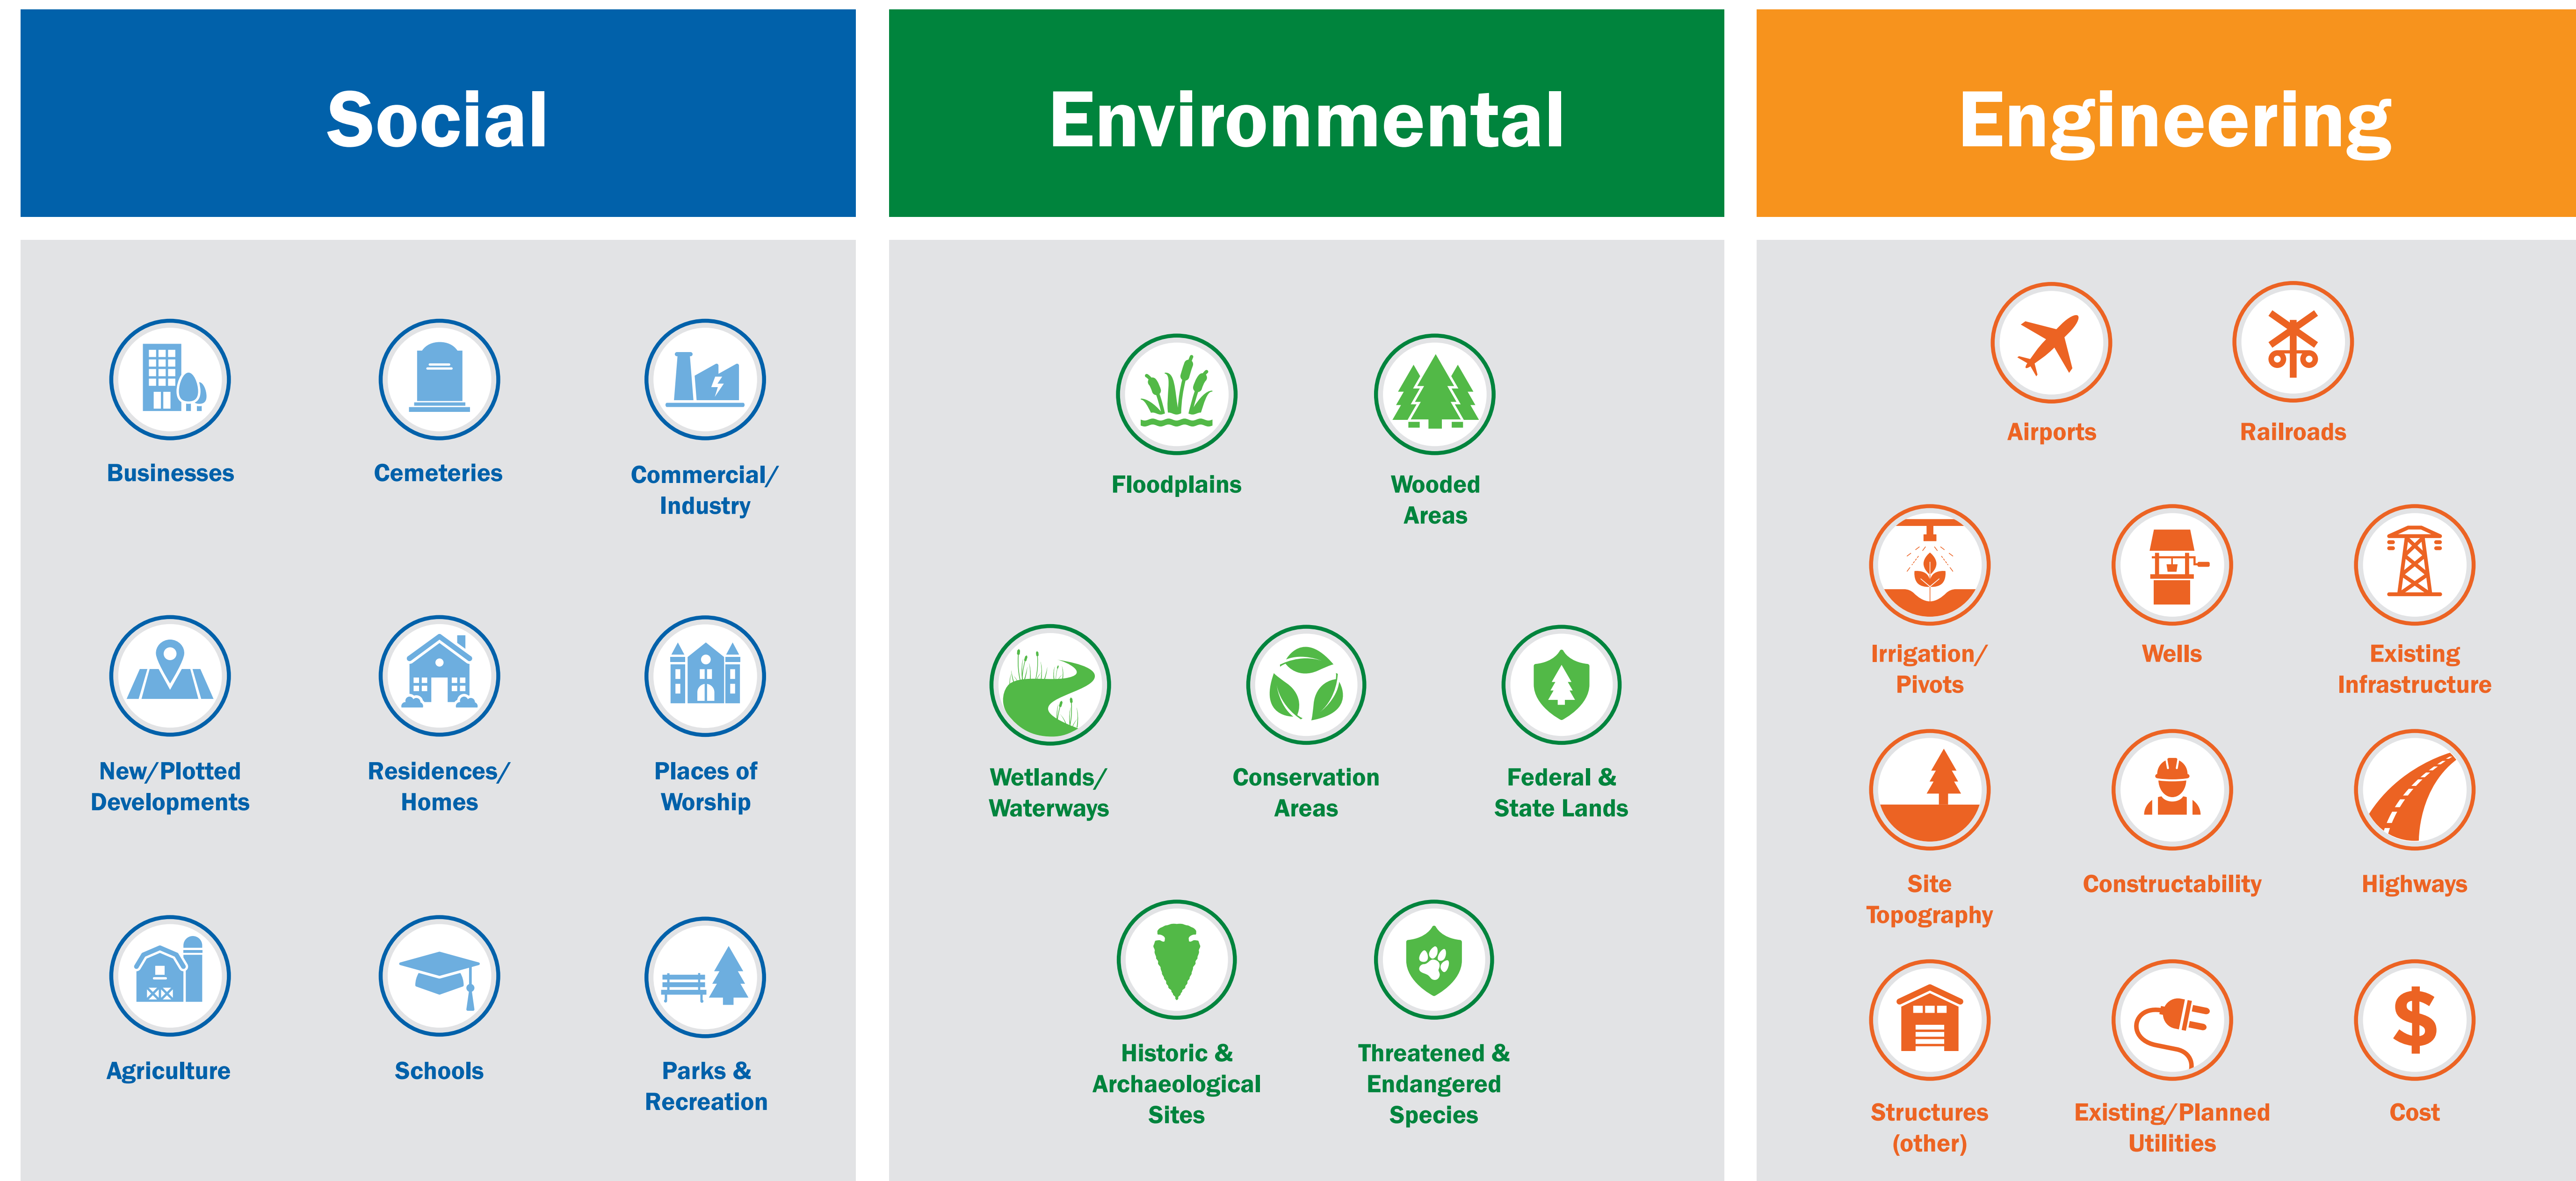 Social
Businesses
Cemeteries
Commercial/
Industry
New/Plotted
Developments
Residences/
Homes
Places of
Worship
Agriculture
Schools
Parks &
Recreation
Environmental
Floodplains
Wooded
Areas
Wetlands/
Waterways
Conservation
Areas
Federal &
State Lands
Historic &
Archaeological
Sites
Threatened &
Endangered
Species
Engineering
Airports
Railroads
Irrigation/
Pivots
Wells
Existing
Infrastructure
Site
Topography
Constructability
Highways
Structures
(other)
Existing/Planned
Utilities
$
Cost